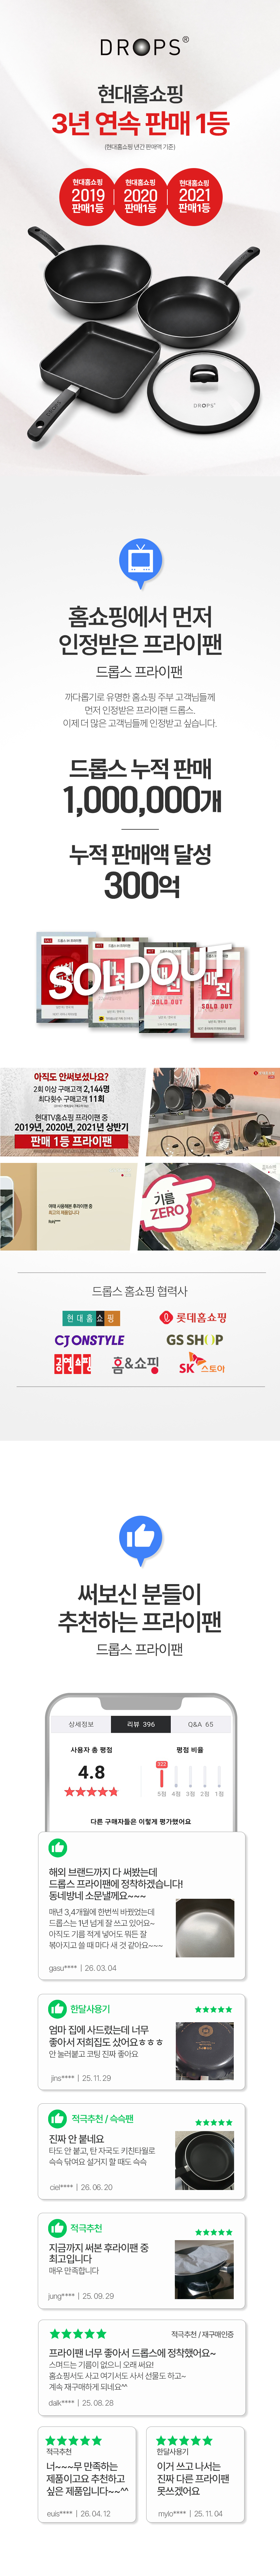 DROPS®
현대홈쇼핑
3년 연속 판매 1등
(현대홈쇼핑 년간 판매액 기준)
현대홈쇼핑
2019
판매1등
현대홈쇼핑
2020
판매1등
현대홈쇼핑
2021
판매1등
DROPS
홈쇼핑에서 먼저
인정받은 프라이팬
드롭스 프라이팬
까다롭기로 유명한 홈쇼핑 주부 고객님들께
먼저 인정받은 프라이팬 드롭스.
이제 더 많은 고객님들께 인정받고 싶습니다.
드롭스 누적 판매
1,000,000개
누적 판매액 달성
300억
SOLDOUT
매진
SOLD OUT
매진
SOLD OUT
아직도 안써보셨나요?
2회 이상 구매고객 2,144명
최다횟수 구매고객 11회
현대TV홈쇼핑 프라이팬 중
2019년, 2020년, 2021년 상반기
판매 1등 프라이팬
여태 사용해본 후라이팬 중
최고의 제품입니다
기름
ZERO
드롭스 홈쇼핑 협력사
현대홈쇼핑
롯데홈쇼핑
CJ ONSTYLE
GS SHOP
공영쇼핑
홈&쇼핑
SK스토아
써보신 분들이
추천하는 프라이팬
드롭스 프라이팬
상세정보
리뷰 396
Q&A 65
사용자 총 평점
평점 비율
4.8
322
5점 4점 3점 2점 1점
다른 구매자들은 이렇게 평가했어요
해외 브랜드까지 다 써봤는데
드롭스 프라이팬에 정착하겠습니다!
동네방네 소문낼께요~~~
매년 3,4개월에 한번씩 바꿨었는데
드롭스는 1년 넘게 잘 쓰고 있어요~
아직도 기름 적게 넣어도 뭐든 잘
볶아지고 쓸 때 마다 새 것 같아요~~~
gasu**** | 26. 03. 04
한달사용기
엄마 집에 사드렸는데 너무
좋아서 저희집도 샀어요ㅎㅎㅎ
안 눌러붙고 코팅 진짜 좋아요
jins**** | 25. 11. 29
적극추천 / 슥슥팬
진짜 안 붙네요
타도 안 붙고, 탄 자국도 키친타월로
슥슥 닦여요 설거지 할 때도 슥슥
ciel**** | 26. 06. 20
적극추천
지금까지 써본 후라이팬 중
최고입니다
매우 만족합니다
jung**** | 25. 09. 29
적극추천 / 재구매인증
프라이팬 너무 좋아서 드롭스에 정착했어요~
스며드는 기름이 없으니 오래 써요!
홈쇼핑서도 사고 여기서도 사서 선물도 하고~
계속 재구매하게 되네요^^
dalk**** | 25. 08. 28
적극추천
너~~~무 만족하는
제품이고요 추천하고
싶은 제품입니다~~^^
euis**** | 26. 04. 12
한달사용기
이거 쓰고 나서는
진짜 다른 프라이팬
못쓰겠어요
mylo**** | 25. 11. 04